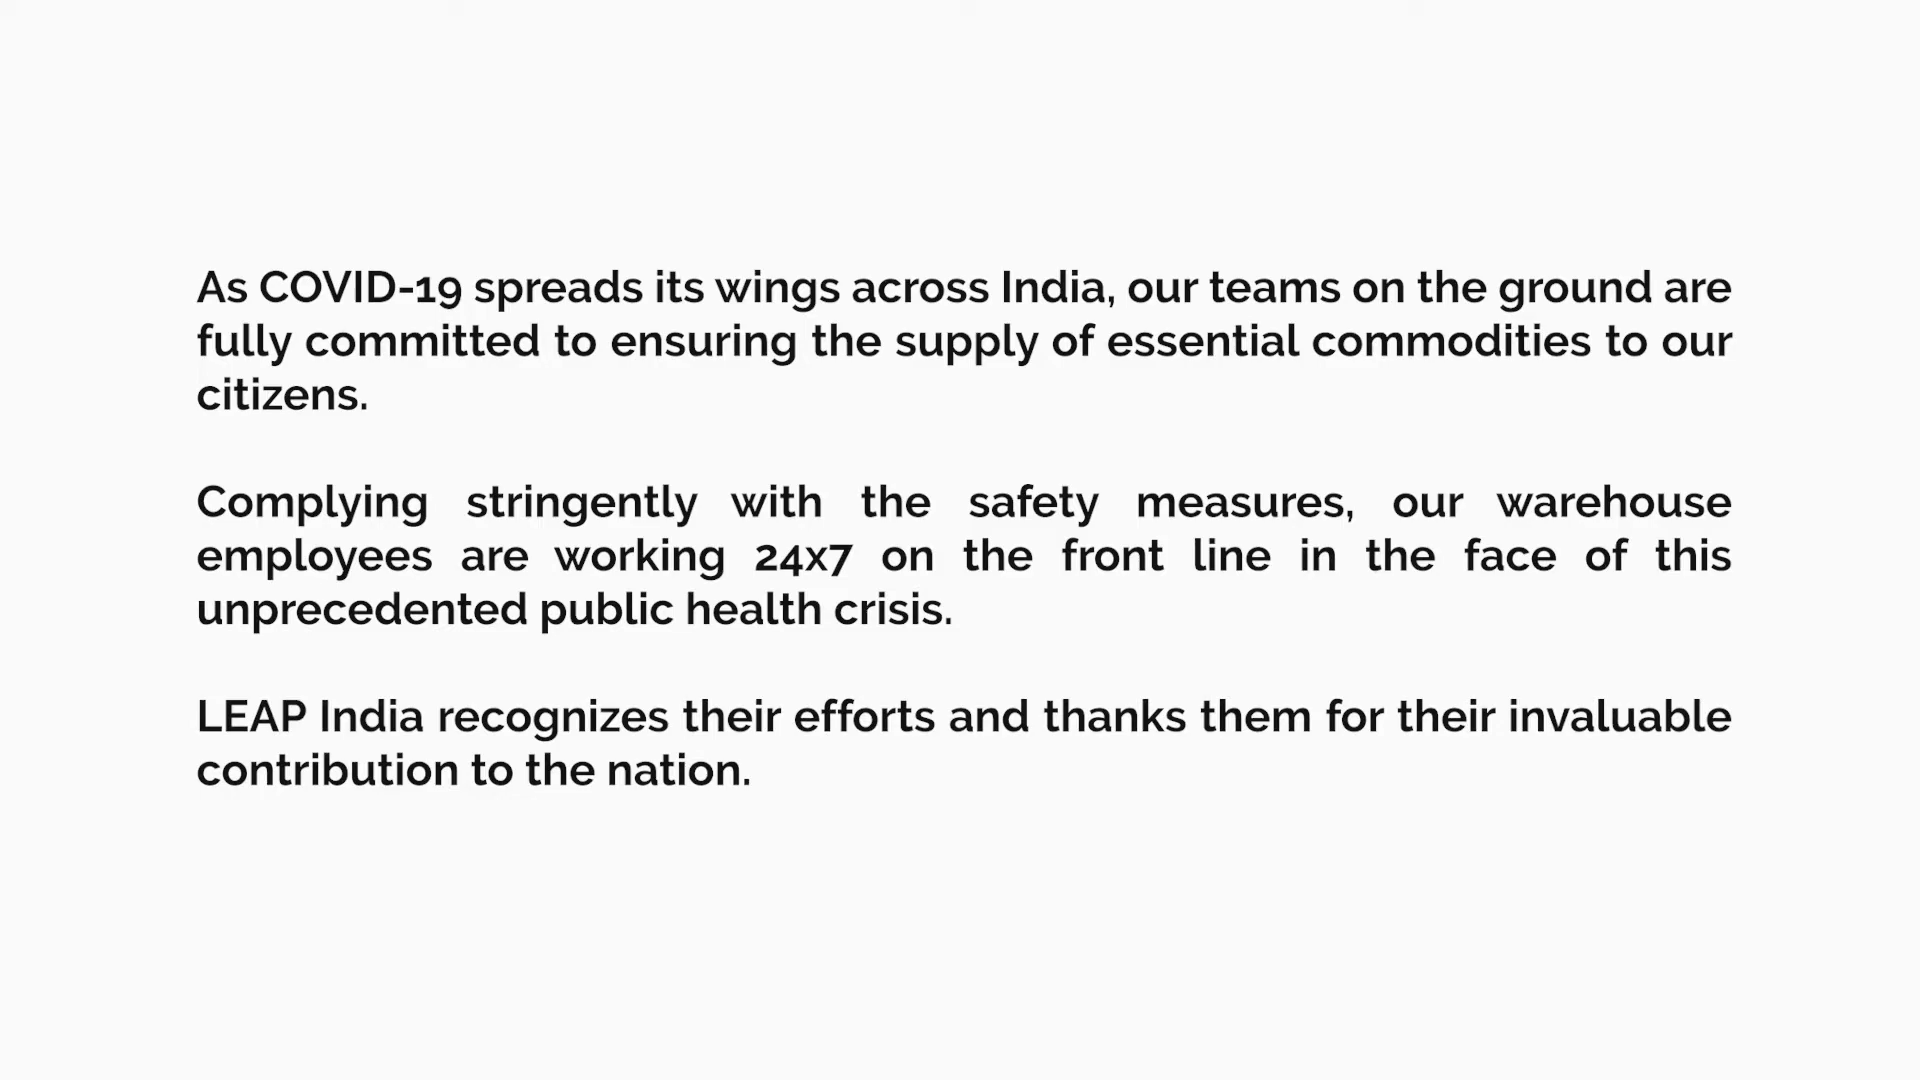 As COVID-19 spreads its wings across India, our teams on the ground are
fully committed to ensuring the supply of essential commodities to our
citizens.
Complying stringently with the safety measures, our warehouse
employees are working 24x7 on the front line in the face of this
unprecedented public health crisis.
LEAP India recognizes their efforts and thanks them for their invaluable
contribution to the nation.